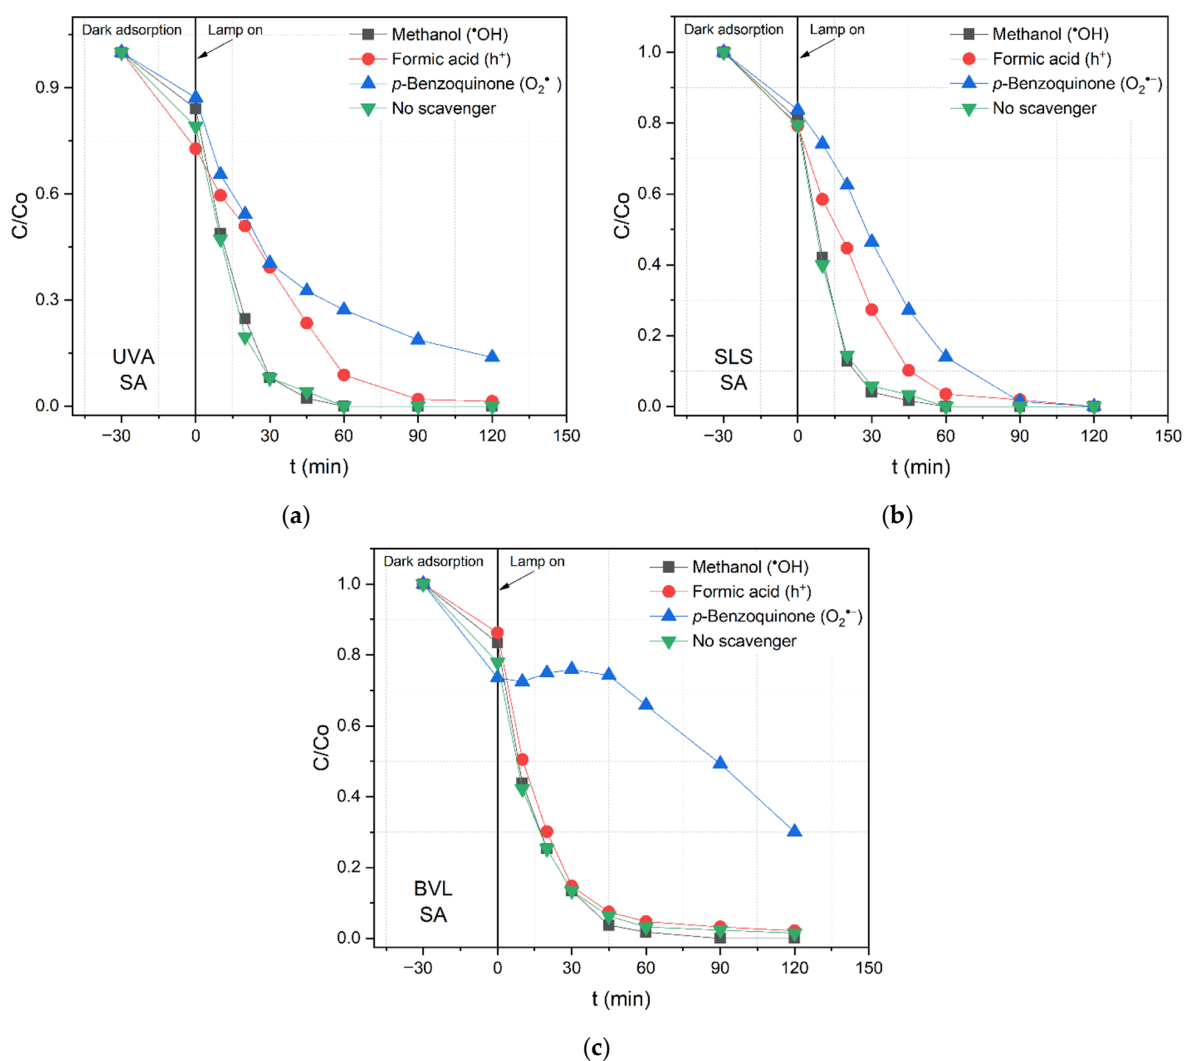 Dark adsorption
Lamp on
Methanol (•OH)
Formic acid (h+)
p-Benzoquinone (O2• )
No scavenger
0.9
0.6
0.3
0.0
C/Co
UVA
SA
−30 0 30 60 90 120 150
t (min)
(a)
Dark adsorption
Lamp on
Methanol (•OH)
Formic acid (h+)
p-Benzoquinone (O2•−)
No scavenger
1.0
0.8
0.6
0.4
0.2
0.0
C/Co
SLS
SA
−30 0 30 60 90 120 150
t (min)
(b)
Dark adsorption
Lamp on
Methanol (•OH)
Formic acid (h+)
p-Benzoquinone (O2•−)
No scavenger
1.0
0.8
0.6
0.4
0.2
0.0
C/Co
BVL
SA
−30 0 30 60 90 120 150
t (min)
(c)